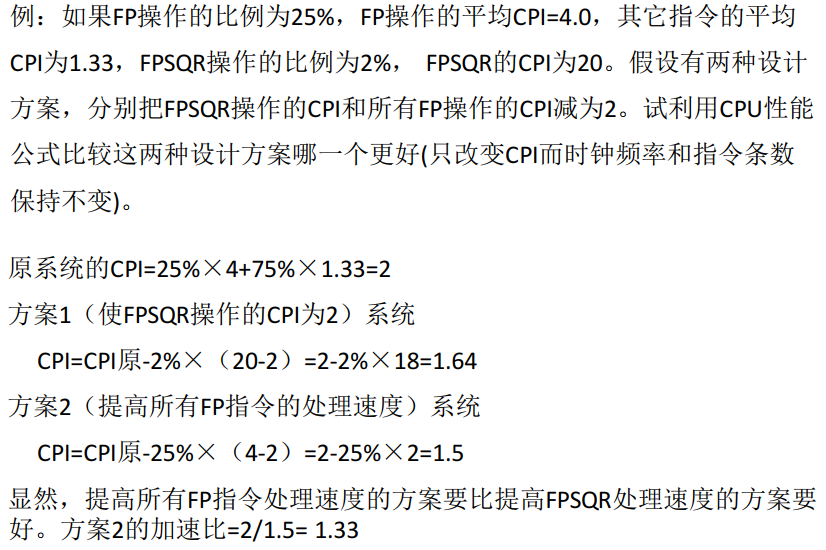 例：如果FP操作的比例为25%，FP操作的平均CPI=4.0，其它指令的平均
CPI为1.33，FPSQR操作的比例为2%， FPSQR的CPI为20。假设有两种设计
方案，分别把FPSQR操作的CPI和所有FP操作的CPI减为2。试利用CPU性能
公式比较这两种设计方案哪一个更好(只改变CPI而时钟频率和指令条数
保持不变)。
原系统的CPI=25%×4+75%×1.33=2
方案1（使FPSQR操作的CPI为2）系统
CPI=CPI原-2%×（20-2）=2-2%×18=1.64
方案2（提高所有FP指令的处理速度）系统
CPI=CPI原-25%×（4-2）=2-25%×2=1.5
显然，提高所有FP指令处理速度的方案要比提高FPSQR处理速度的方案要
好。方案2的加速比=2/1.5= 1.33